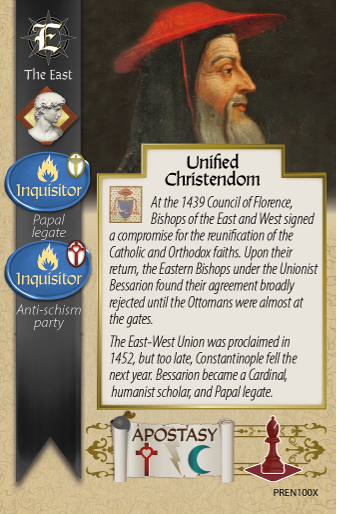 E
The East
Inquisitor
Papal
legate
Inquisitor
Anti-schism
party
Unified
Christendom
At the 1439 Council of Florence,
Bishops of the East and West signed
a compromise for the reunification of the
Catholic and Orthodox faiths. Upon their
return, the Eastern Bishops under the Unionist
Bessarion found their agreement broadly
rejected until the Ottomans were almost at
the gates.
The East-West Union was proclaimed in
1452, but too late, Constantinople fell the
next year. Bessarion became a Cardinal,
humanist scholar, and Papal legate.
APOSTASY
PREN100X